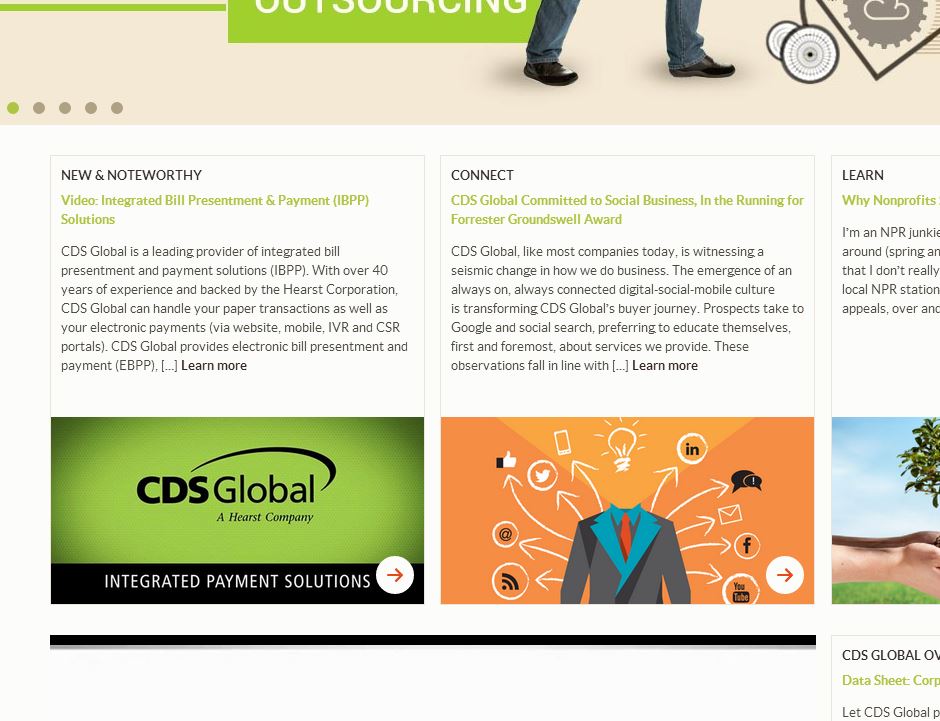 OUTSOURCING
NEW & NOTEWORTHY
Video: Integrated Bill Presentment & Payment (IBPP)
Solutions
CDS Global is a leading provider of integrated bill
presentment and payment solutions (IBPP). With over 40
years of experience and backed by the Hearst Corporation,
CDS Global can handle your paper transactions as well as
your electronic payments (via website, mobile, IVR and CSR
portals). CDS Global provides electronic bill presentment and
payment (EBPP), [...] Learn more
CDS Global
A Hearst Company
INTEGRATED PAYMENT SOLUTIONS
CONNECT
CDS Global Committed to Social Business, In the Running for
Forrester Groundswell Award
CDS Global, like most companies today, is witnessing a
seismic change in how we do business. The emergence of an
always on, always connected digital-social-mobile culture
is transforming CDS Global's buyer journey. Prospects take to
Google and social search, preferring to educate themselves,
first and foremost, about services we provide. These
observations fall in line with [...] Learn more
in
@
f
You
Tube
LEARN
Why Nonprofits
I'm an NPR junkie
around (spring an
that I don't really
local NPR station
appeals, over and
CDS GLOBAL OV
Data Sheet: Corp
Let CDS Global p